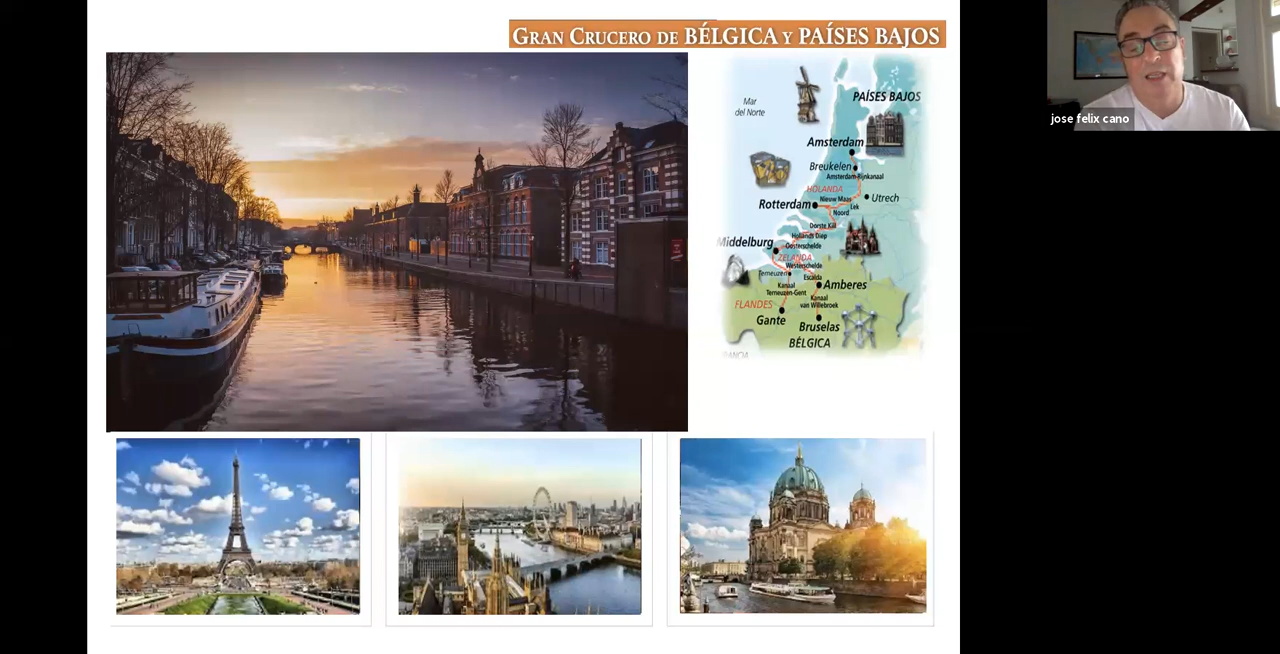 GRAN CRUCERO DE BÉLGICA Y PAÍSES BAJOS
jose felix cano
Mar
del Norte
PAÍSES BAJOS
Amsterdam
Breukelen
Amsterdam-Rijnkanaal
HOLANDA
Utrech
Nieuw Maas
Lek
Rotterdam
Noord
Dorste Kill
Hollands Diep
Middelburg
Oosterschelde
ZELANDA
Westerschelde
Terneuzen
Escalda
Kanaal
Terneuzen-Gent
Amberes
Kanaal
van Willebroek
FLANDES
Gante
Bruselas
BÉLGICA